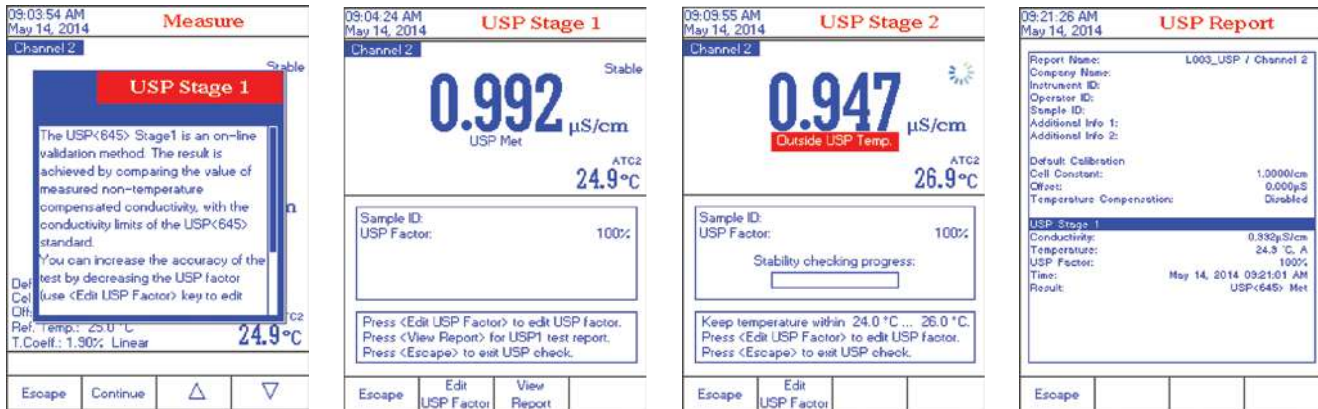 09:03:54 AM
May 14, 2014
Measure
Channel 2
Stable
USP Stage 1
The USP<645> Stage1 is an on-line
validation method. The result is
achieved by comparing the value of
measured non-temperature
compensated conductivity, with the
conductivity limits of the USP<645>
standard.
You can increase the accuracy of the
test by decreasing the USP factor
(use <Edit USP Factor> key to edit
Ref. Temp.: 25.0 °C
T.Coeff.: 1.90% Linear
24.9°C
Escape Continue △ ▽
09:04:24 AM
May 14, 2014
USP Stage 1
Channel 2
Stable
0.992 µS/cm
USP Met
ATC2
24.9°C
Sample ID:
USP Factor: 100%
Press <Edit USP Factor> to edit USP factor.
Press <View Report> for USP1 test report.
Press <Escape> to exit USP check.
Escape Edit USP Factor View Report
09:09:55 AM
May 14, 2014
USP Stage 2
Channel 2
0.947 µS/cm
Outside USP Temp.
ATC2
26.9°C
Sample ID:
USP Factor: 100%
Stability checking progress:
Keep temperature within 24.0 °C ... 26.0 °C.
Press <Edit USP Factor> to edit USP factor.
Press <Escape> to exit USP check.
Escape Edit USP Factor
09:21:26 AM
May 14, 2014
USP Report
Report Name: L003_USP / Channel 2
Company Name:
Instrument ID:
Operator ID:
Sample ID:
Additional Info 1:
Additional Info 2:
Default Calibration
Cell Constant: 1.0000/cm
Offset: 0.000µS
Temperature Compensation: Disabled
USP Stage 1
Conductivity: 0.992µS/cm
Temperature: 24.9 °C, A
USP Factor: 100%
Time: May 14, 2014 09:21:01 AM
Result: USP<645> Met
Escape